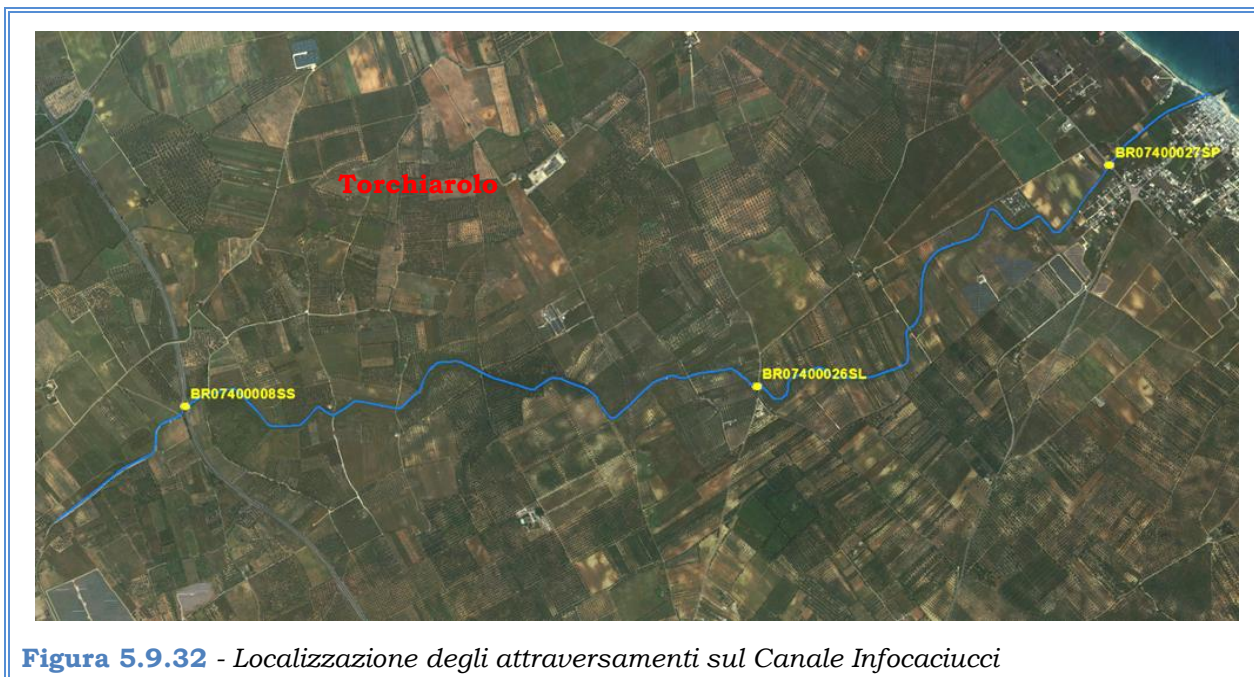 BR07400027SP
Torchiarolo
BR07400026SL
BR07400008SS
Figura 5.9.32 - Localizzazione degli attraversamenti sul Canale Infocaciucci